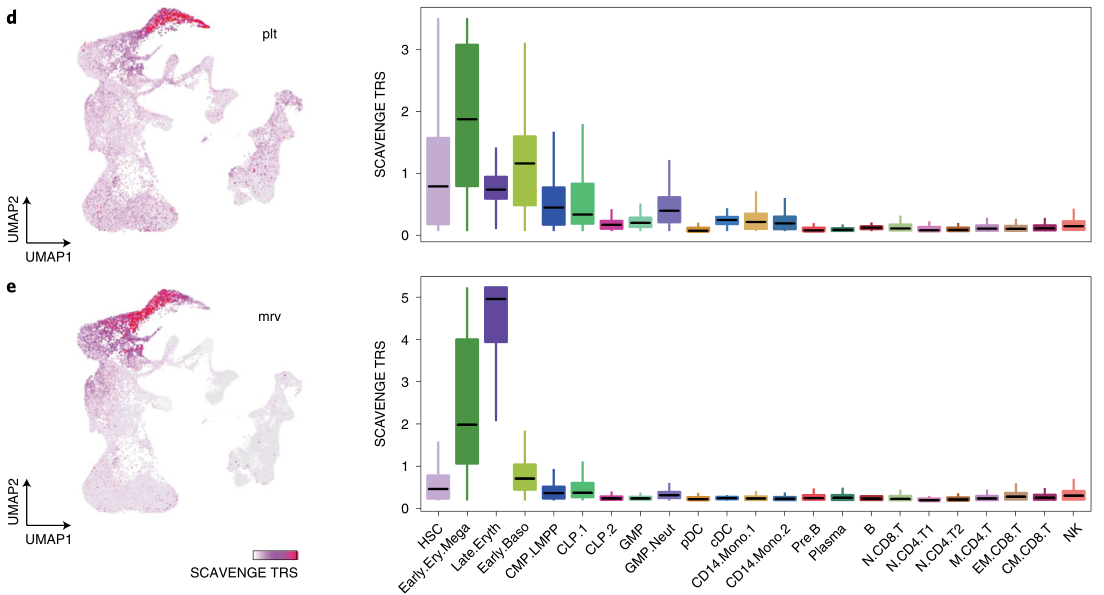 d
plt
UMAP2
UMAP1
SCAVENGE TRS
3
2
1
0
e
mrv
UMAP2
UMAP1
SCAVENGE TRS
SCAVENGE TRS
5
4
3
2
1
0
HSC
Early.Ery.Mega
Late.Eryth
Early.Baso
CMP.LMPP
CLP.1
CLP.2
GMP
GMP.Neut
pDC
cDC
CD14.Mono.1
CD14.Mono.2
Pre.B
Plasma
B
N.CD8.T
N.CD4.T1
N.CD4.T2
M.CD4.T
EM.CD8.T
CM.CD8.T
NK